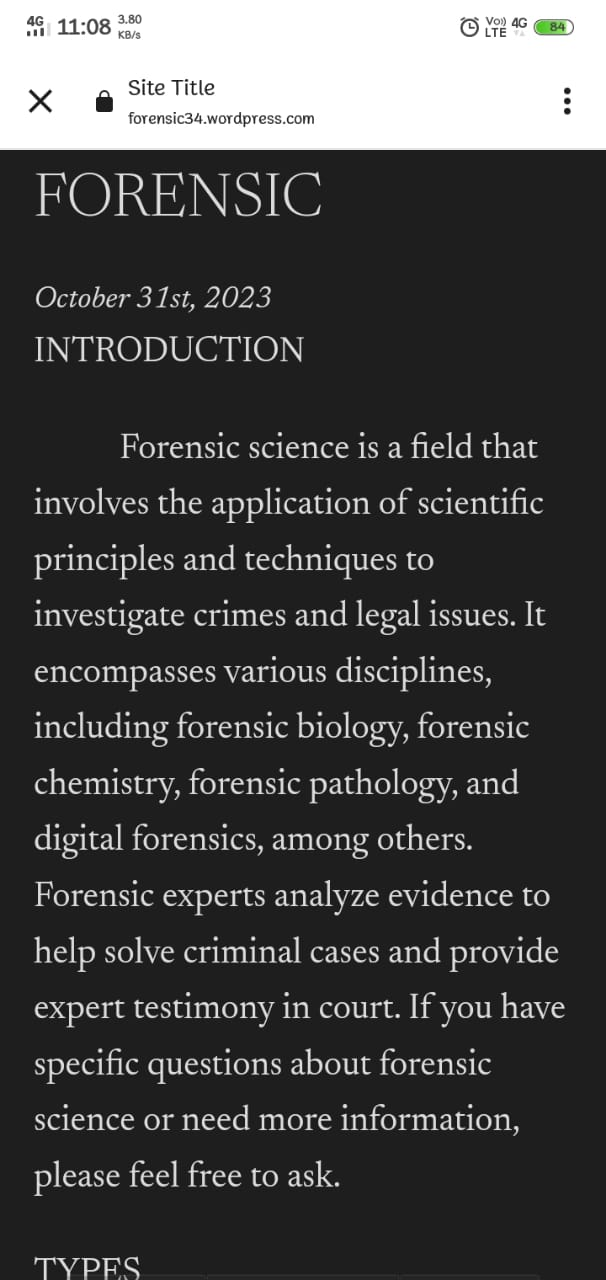 4G 11:08 3.80 KB/s Vo)) LTE 4G 84
Site Title
forensic34.wordpress.com
FORENSIC
October 31st, 2023
INTRODUCTION
Forensic science is a field that
involves the application of scientific
principles and techniques to
investigate crimes and legal issues. It
encompasses various disciplines,
including forensic biology, forensic
chemistry, forensic pathology, and
digital forensics, among others.
Forensic experts analyze evidence to
help solve criminal cases and provide
expert testimony in court. If you have
specific questions about forensic
science or need more information,
please feel free to ask.
TYPES